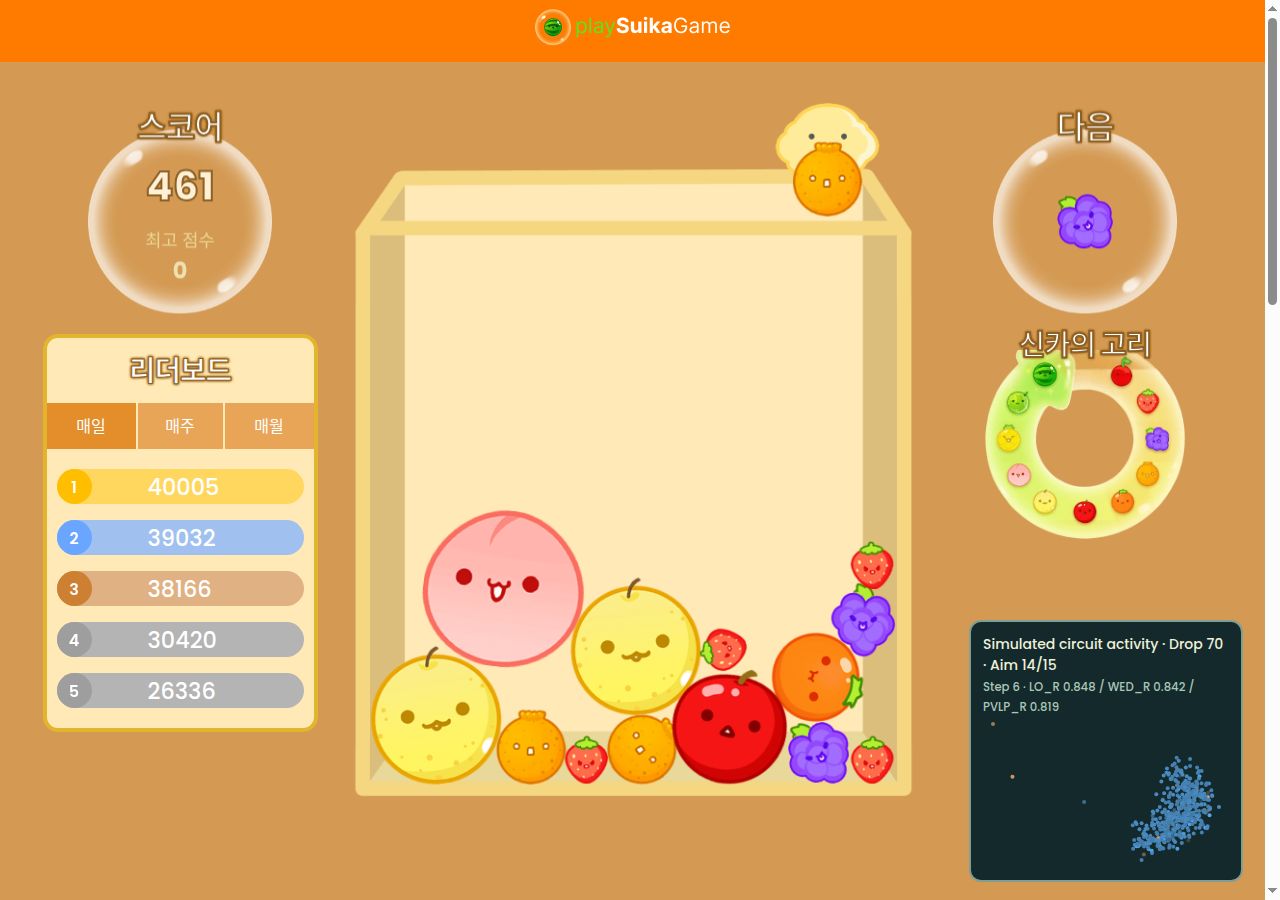 playSuikaGame
스코어
461
최고 점수
0
다음
신카의 고리
리더보드
매일 매주 매월
1 40005
2 39032
3 38166
4 30420
5 26336
Simulated circuit activity · Drop 70
· Aim 14/15
Step 6 · LO_R 0.848 / WED_R 0.842 /
PVLP_R 0.819